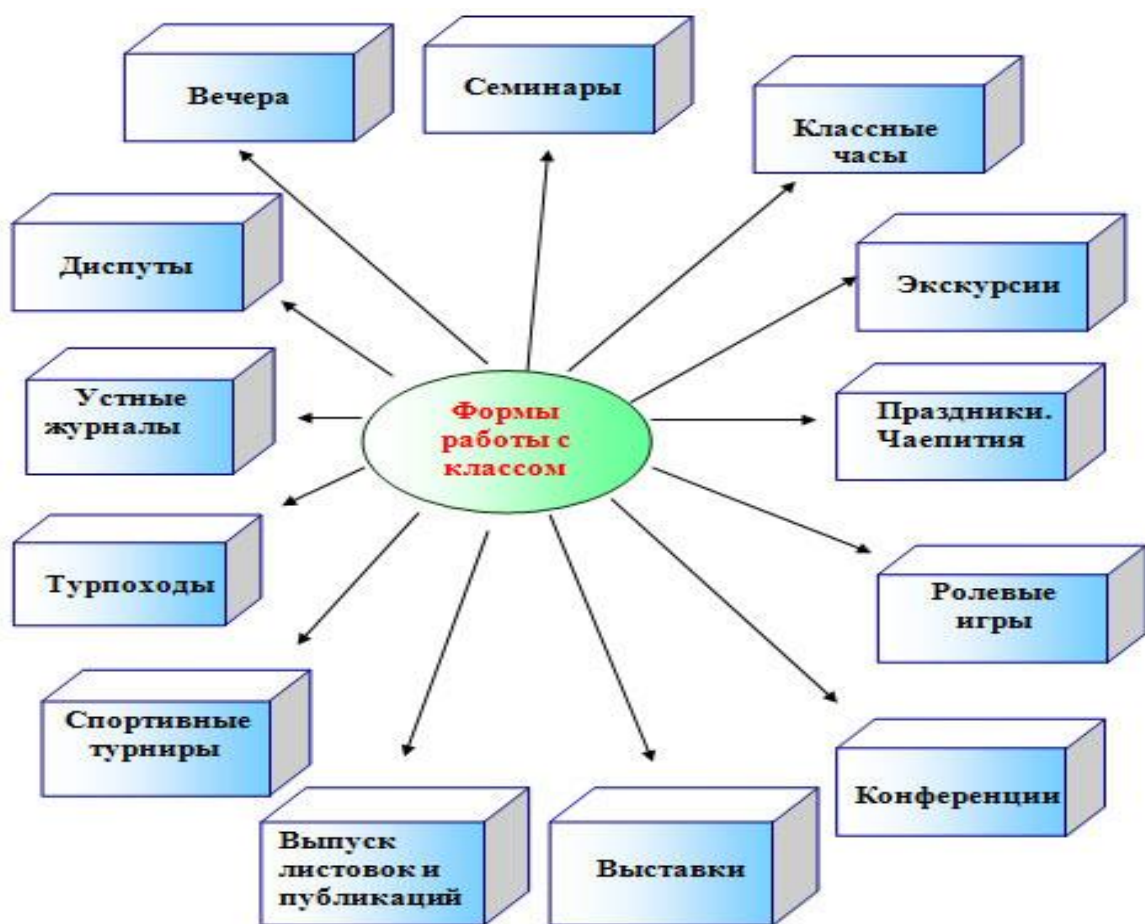 Вечера
Семинары
Классные
часы
Диспуты
Экскурсии
Устные
журналы
Формы
работы с
классом
Праздники.
Чаепития
Турпоходы
Ролевые
игры
Спортивные
турниры
Конференции
Выпуск
листовок и
публикаций
Выставки